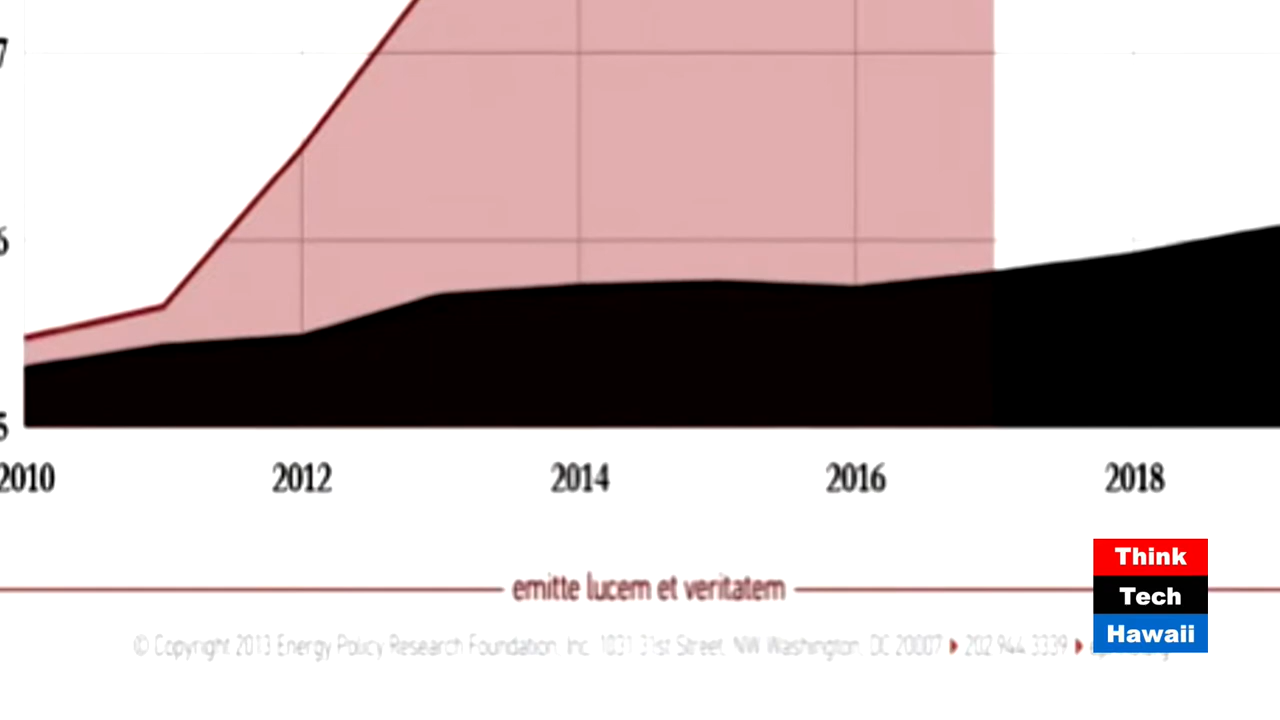 7
6
5
2010 2012 2014 2016 2018
emitte lucem et veritatem
© Copyright 2013 Energy Policy Research Foundation, Inc. 1031 31st Street, NW Washington, DC 20007 202 944 3339
Think
Tech
Hawaii